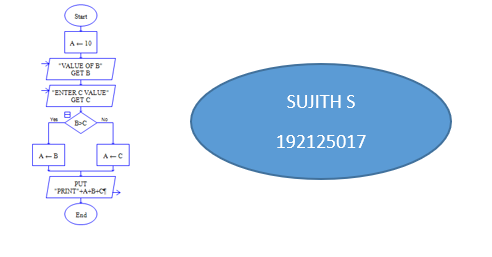 Start
A ← 10
"VALUE OF B"
GET B
"ENTER C VALUE"
GET C
Yes
B>C
No
A ← B
A ← C
PUT
"PRINT"+A+B+C¶
End
SUJITH S
192125017